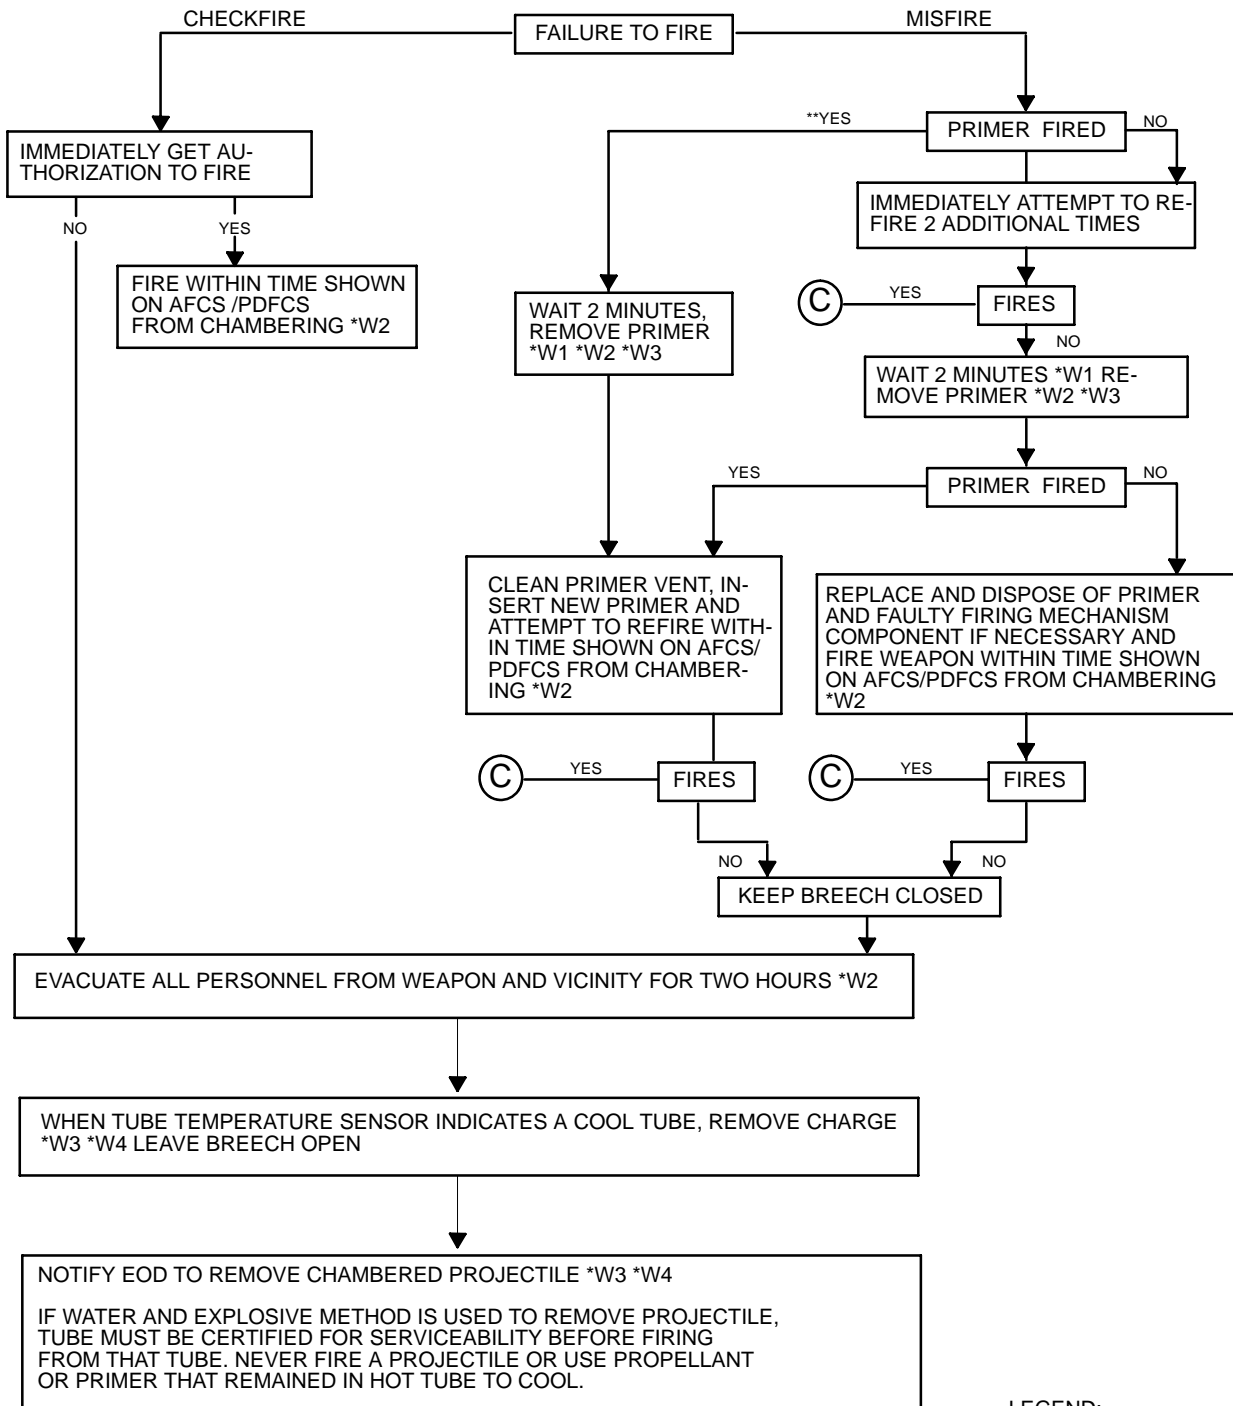 CHECKFIRE
FAILURE TO FIRE
MISFIRE
IMMEDIATELY GET AU-
THORIZATION TO FIRE
**YES
PRIMER FIRED
NO
IMMEDIATELY ATTEMPT TO RE-
FIRE 2 ADDITIONAL TIMES
NO
YES
FIRE WITHIN TIME SHOWN
ON AFCS /PDFCS
FROM CHAMBERING *W2
WAIT 2 MINUTES,
REMOVE PRIMER
*W1 *W2 *W3
C
YES
FIRES
NO
WAIT 2 MINUTES *W1 RE-
MOVE PRIMER *W2 *W3
YES
PRIMER FIRED
NO
CLEAN PRIMER VENT, IN-
SERT NEW PRIMER AND
ATTEMPT TO REFIRE WITH-
IN TIME SHOWN ON AFCS/
PDFCS FROM CHAMBER-
ING *W2
REPLACE AND DISPOSE OF PRIMER
AND FAULTY FIRING MECHANISM
COMPONENT IF NECESSARY AND
FIRE WEAPON WITHIN TIME SHOWN
ON AFCS/PDFCS FROM CHAMBERING
*W2
C
YES
FIRES
C
YES
FIRES
NO
NO
KEEP BREECH CLOSED
EVACUATE ALL PERSONNEL FROM WEAPON AND VICINITY FOR TWO HOURS *W2
WHEN TUBE TEMPERATURE SENSOR INDICATES A COOL TUBE, REMOVE CHARGE
*W3 *W4 LEAVE BREECH OPEN
NOTIFY EOD TO REMOVE CHAMBERED PROJECTILE *W3 *W4
IF WATER AND EXPLOSIVE METHOD IS USED TO REMOVE PROJECTILE,
TUBE MUST BE CERTIFIED FOR SERVICEABILITY BEFORE FIRING
FROM THAT TUBE. NEVER FIRE A PROJECTILE OR USE PROPELLANT
OR PRIMER THAT REMAINED IN HOT TUBE TO COOL.
LEGEND: